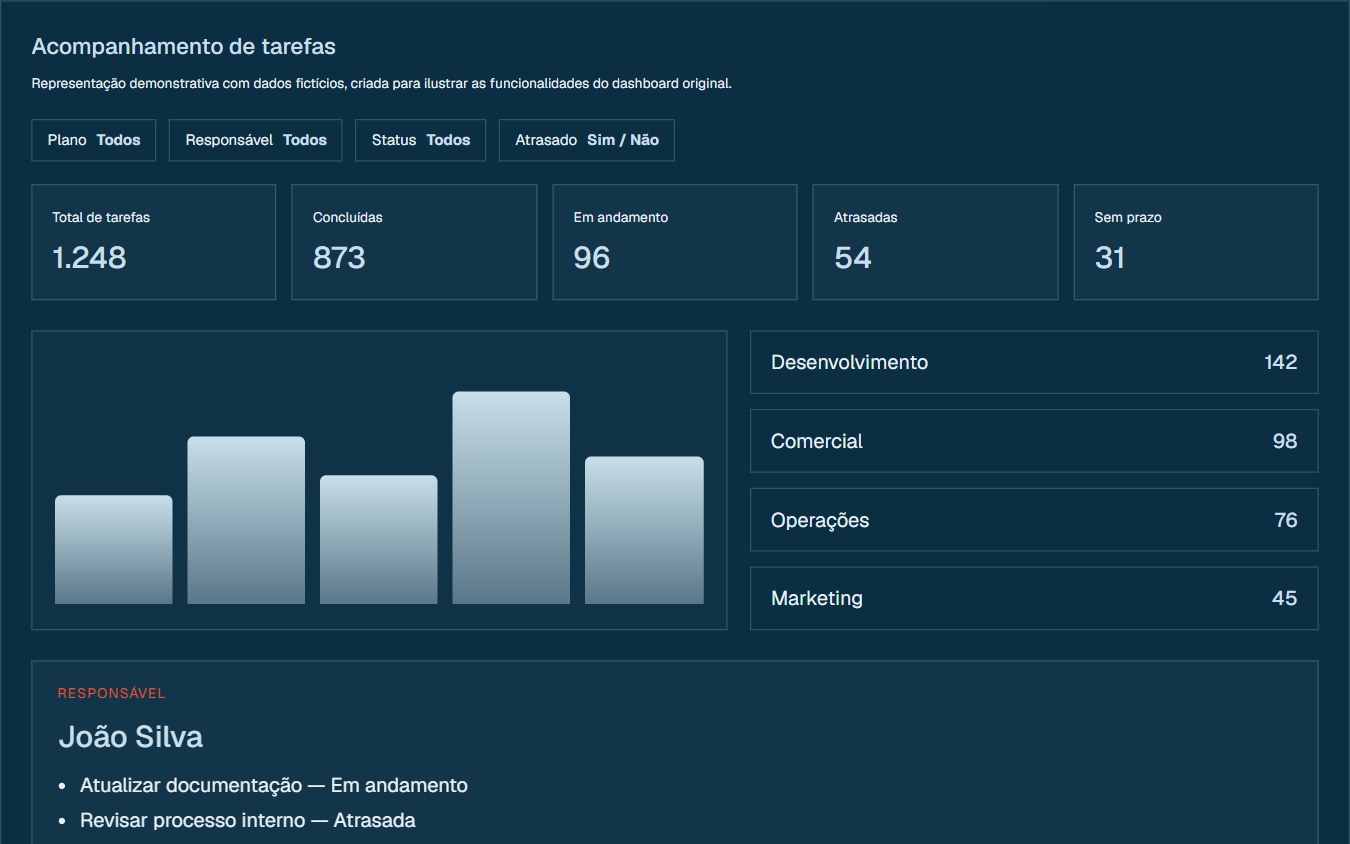 Acompanhamento de tarefas
Representação demonstrativa com dados fictícios, criada para ilustrar as funcionalidades do dashboard original.
Plano Todos
Responsável Todos
Status Todos
Atrasado Sim / Não
Total de tarefas
1.248
Concluídas
873
Em andamento
96
Atrasadas
54
Sem prazo
31
Desenvolvimento 142
Comercial 98
Operações 76
Marketing 45
RESPONSÁVEL
João Silva
• Atualizar documentação — Em andamento
• Revisar processo interno — Atrasada